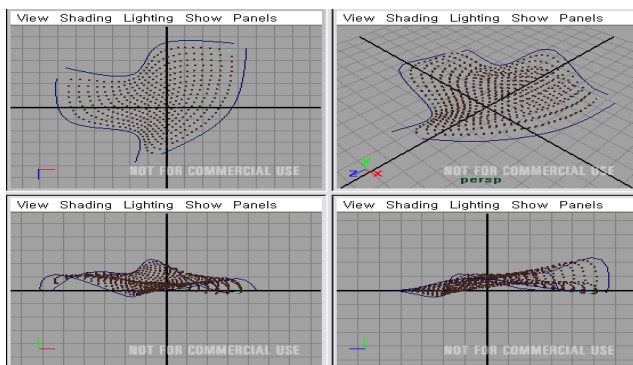 View Shading Lighting Show Panels
View Shading Lighting Show Panels
NOT FOR COMMERCIAL USE
NOT FOR COMMERCIAL USE
y
z x
persp
View Shading Lighting Show Panels
View Shading Lighting Show Panels
NOT FOR COMMERCIAL USE
NOT FOR COMMERCIAL USE